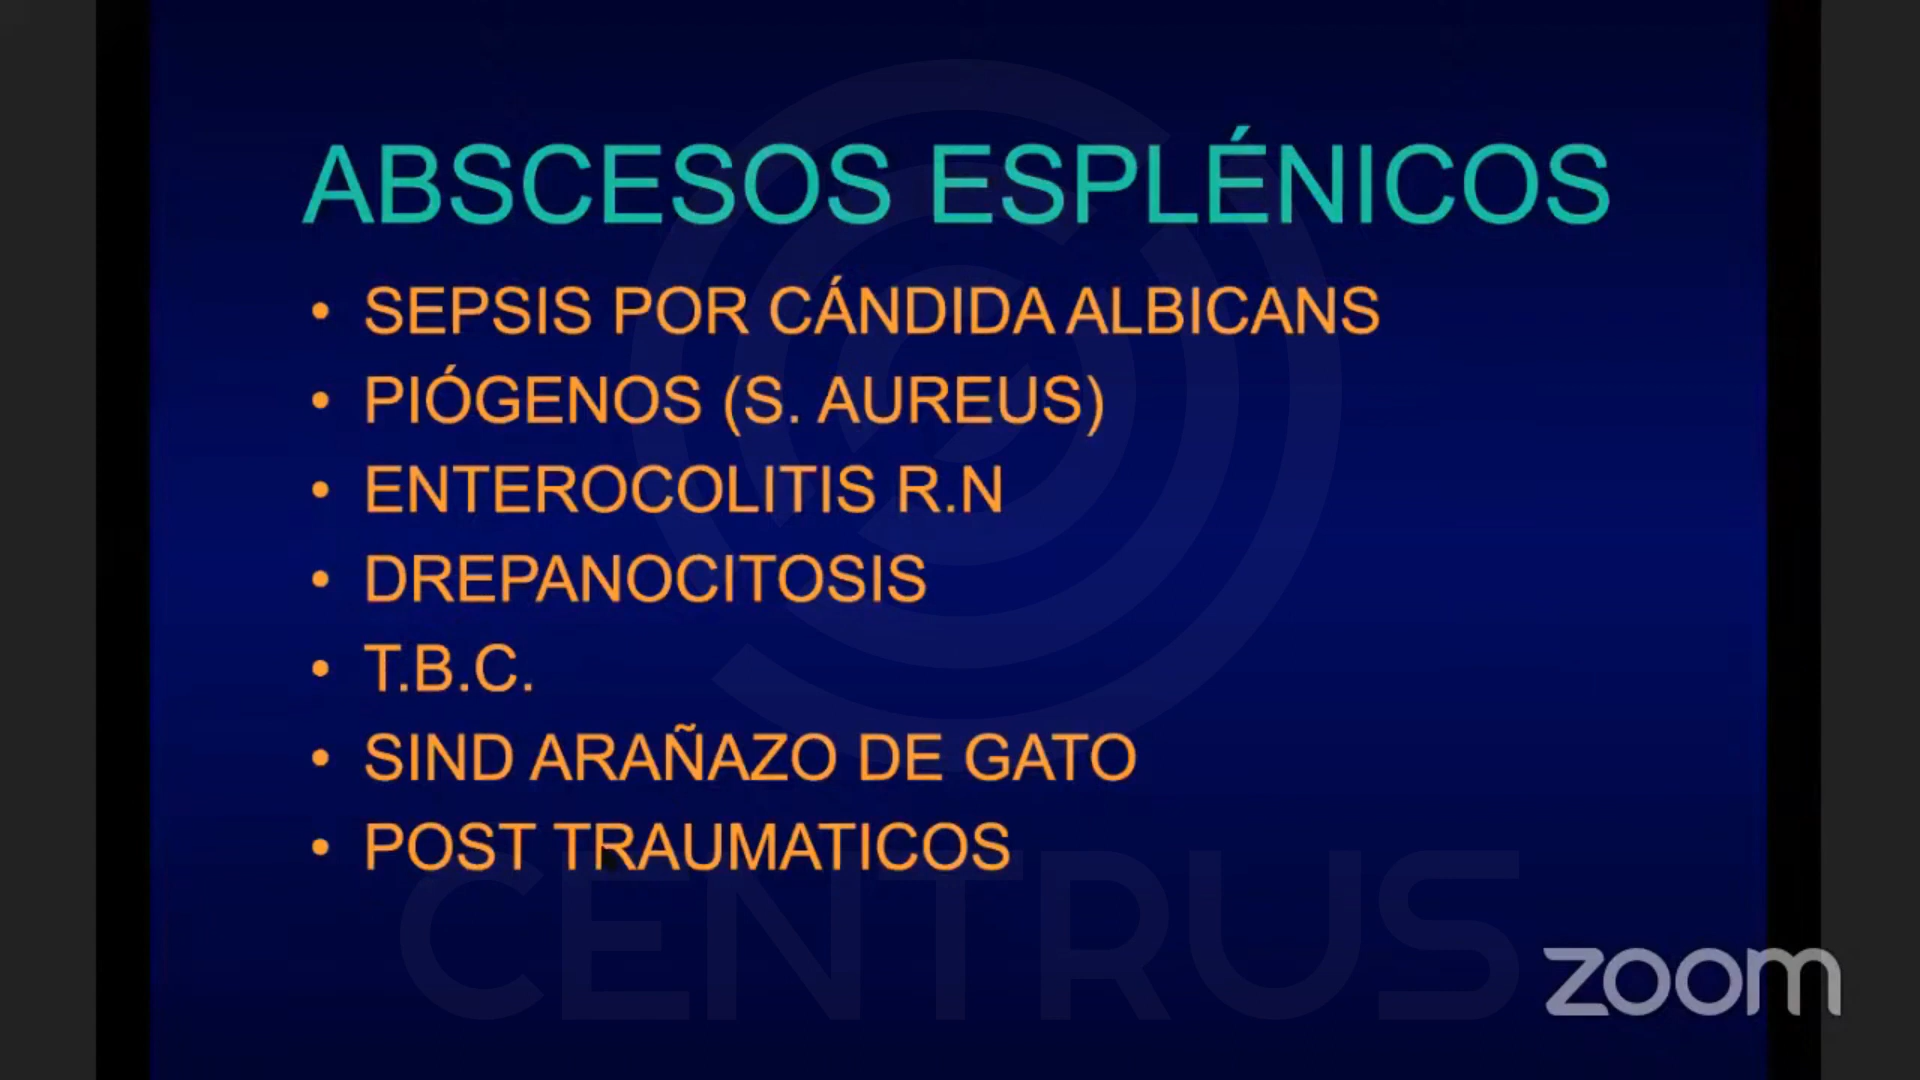 ABSCESOS ESPLÉNICOS
• SEPSIS POR CÁNDIDA ALBICANS
• PIÓGENOS (S. AUREUS)
• ENTEROCOLITIS R.N
• DREPANOCITOSIS
• T.B.C.
• SIND ARAÑAZO DE GATO
• POST TRAUMATICOS
CENTRUS
zoom